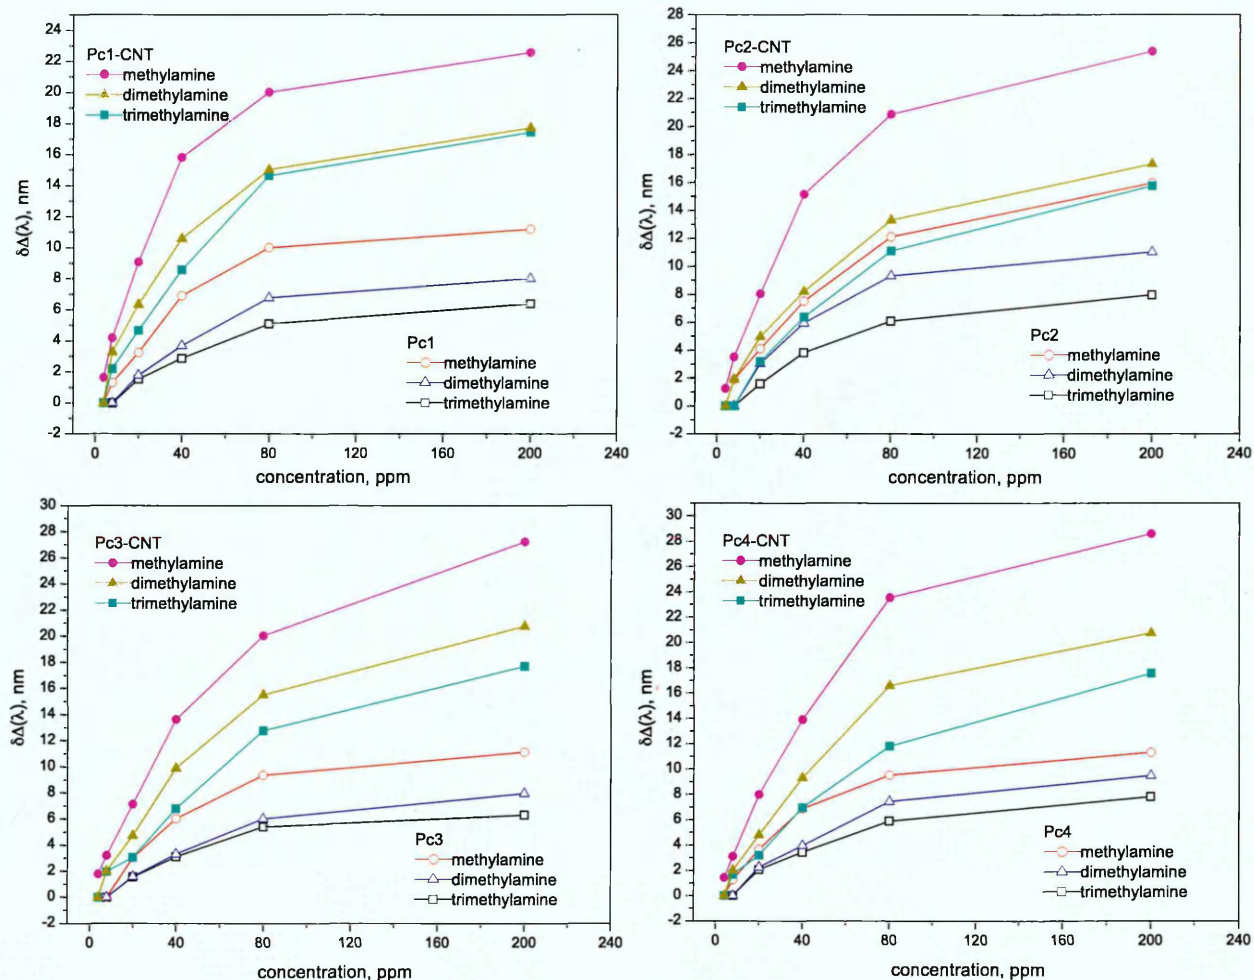 Pc1-CNT
methylamine
dimethylamine
trimethylamine
24
22
20
18
16
14
12
10
8
6
4
2
0
-2
δΔ(λ), nm
Pc1
methylamine
dimethylamine
trimethylamine
0 40 80 120 160 200 240
concentration, ppm
Pc2-CNT
methylamine
dimethylamine
trimethylamine
28
26
24
22
20
18
16
14
12
10
8
6
4
2
0
-2
δΔ(λ), nm
Pc2
methylamine
dimethylamine
trimethylamine
0 40 80 120 160 200 240
concentration, ppm
Pc3-CNT
methylamine
dimethylamine
trimethylamine
30
28
26
24
22
20
18
16
14
12
10
8
6
4
2
0
-2
δΔ(λ), nm
Pc3
methylamine
dimethylamine
trimethylamine
0 40 80 120 160 200 240
concentration, ppm
Pc4-CNT
methylamine
dimethylamine
trimethylamine
30
28
26
24
22
20
18
16
14
12
10
8
6
4
2
0
-2
δΔ(λ), nm
Pc4
methylamine
dimethylamine
trimethylamine
0 40 80 120 160 200 240
concentration, ppm